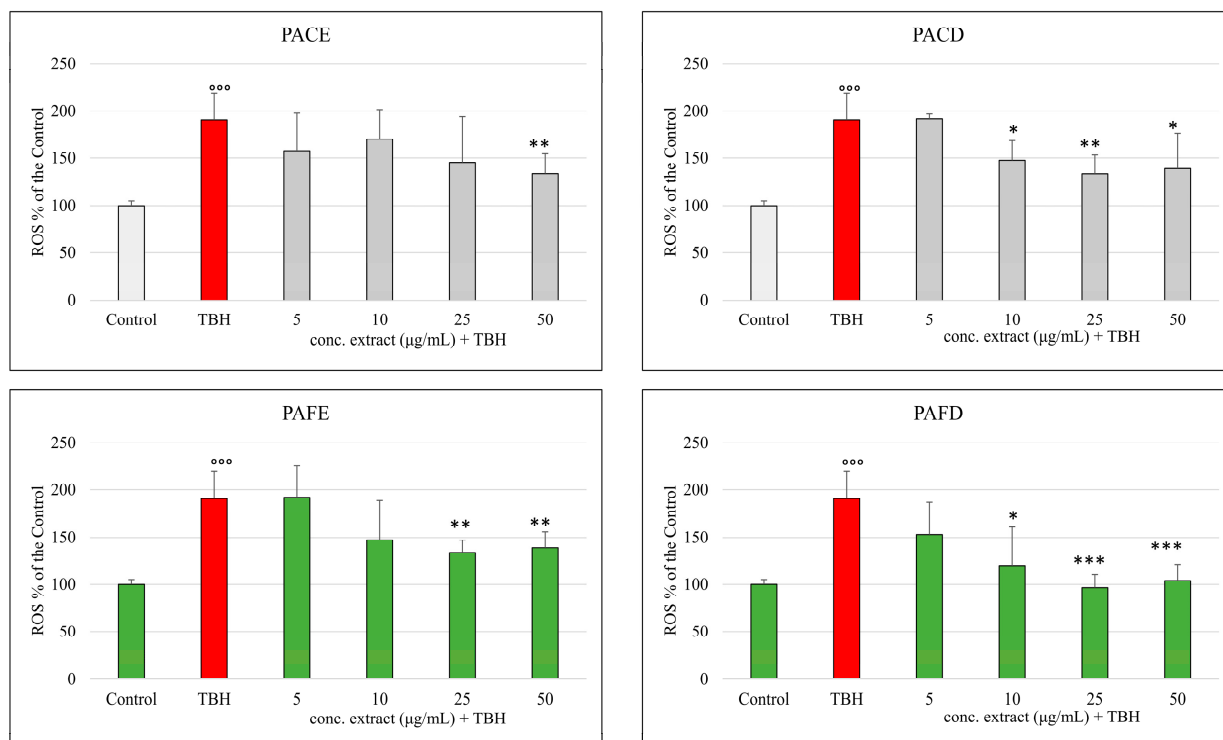 PACE
ROS % of the Control
250
200
150
100
50
0
°°°
**
Control TBH 5 10 25 50
conc. extract (µg/mL) + TBH
PACD
ROS % of the Control
250
200
150
100
50
0
°°°
*
**
*
Control TBH 5 10 25 50
conc. extract (µg/mL) + TBH
PAFE
ROS % of the Control
250
200
150
100
50
0
°°°
**
**
Control TBH 5 10 25 50
conc. extract (µg/mL) + TBH
PAFD
ROS % of the Control
250
200
150
100
50
0
°°°
*
***
***
Control TBH 5 10 25 50
conc. extract (µg/mL) + TBH